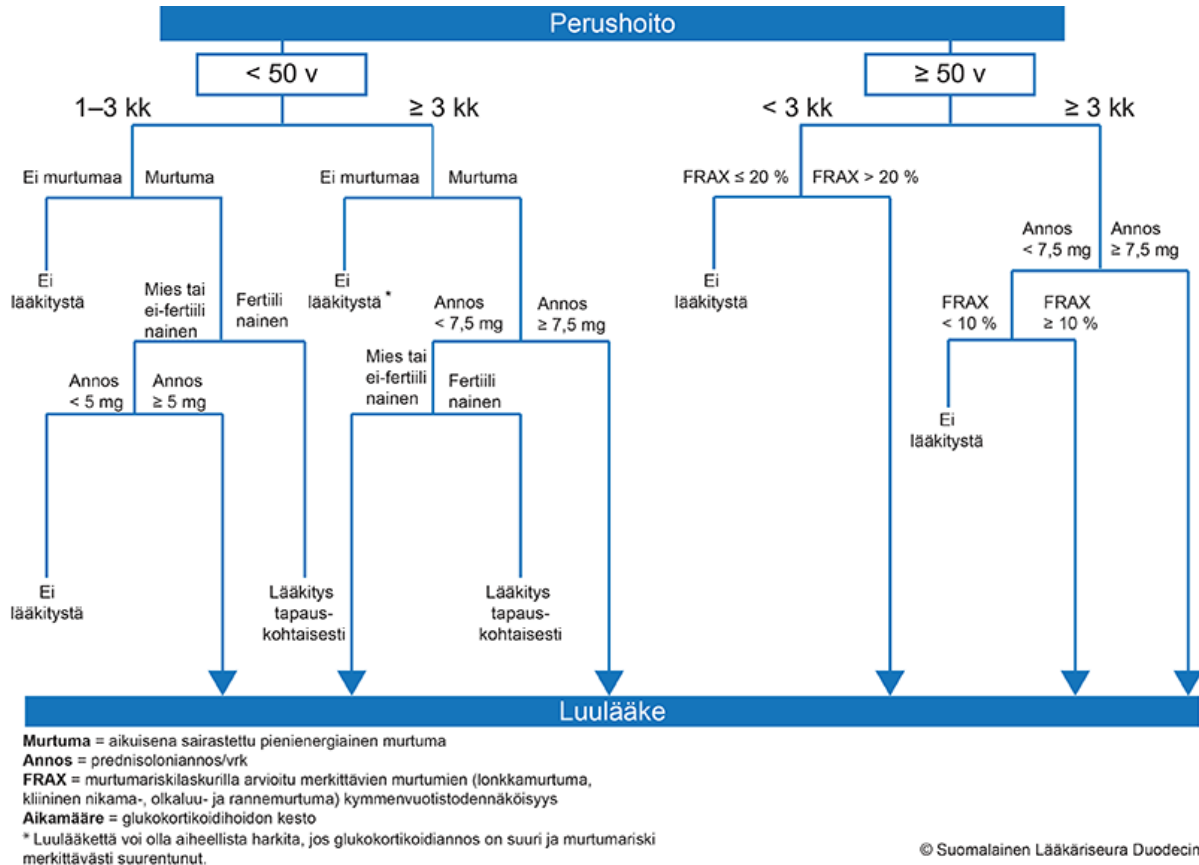 Perushoito
< 50 v
≥ 50 v
1–3 kk
≥ 3 kk
< 3 kk
≥ 3 kk
Ei murtumaa
Murtuma
Ei murtumaa
Murtuma
FRAX ≤ 20 %
FRAX > 20 %
Annos
< 7,5 mg
Annos
≥ 7,5 mg
Ei
lääkitystä
Mies tai
ei-fertiili
nainen
Fertiili
nainen
Ei
lääkitystä *
Annos
< 7,5 mg
Annos
≥ 7,5 mg
Ei
lääkitystä
FRAX
< 10 %
FRAX
≥ 10 %
Annos
< 5 mg
Annos
≥ 5 mg
Mies tai
ei-fertiili
nainen
Fertiili
nainen
Ei
lääkitystä
Ei
lääkitystä
Lääkitys
tapaus-
kohtaisesti
Lääkitys
tapaus-
kohtaisesti
Luulääke
Murtuma = aikuisena sairastettu pienienergiainen murtuma
Annos = prednisoloniannos/vrk
FRAX = murtumariskilaskurilla arvioitu merkittävien murtumien (lonkkamurtuma,
kliininen nikama-, olkaluu- ja rannemurtuma) kymmenvuotistodennäköisyys
Aikamääre = glukokortikoidihoidon kesto
* Luulääkettä voi olla aiheellista harkita, jos glukokortikoidiannos on suuri ja murtumariski
merkittävästi suurentunut.
© Suomalainen Lääkäriseura Duodecim